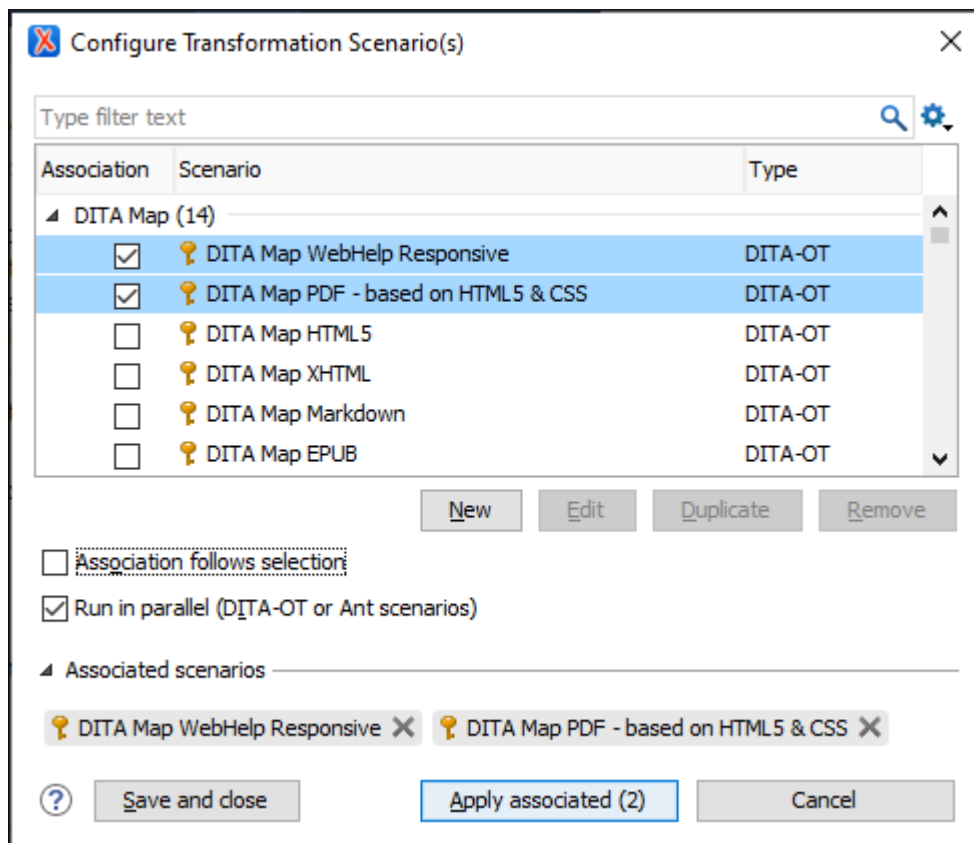 Configure Transformation Scenario(s)
Type filter text
Association Scenario Type
DITA Map (14)
DITA Map WebHelp Responsive DITA-OT
DITA Map PDF - based on HTML5 & CSS DITA-OT
DITA Map HTML5 DITA-OT
DITA Map XHTML DITA-OT
DITA Map Markdown DITA-OT
DITA Map EPUB DITA-OT
New Edit Duplicate Remove
Association follows selection
Run in parallel (DITA-OT or Ant scenarios)
Associated scenarios
DITA Map WebHelp Responsive DITA Map PDF - based on HTML5 & CSS
? Save and close Apply associated (2) Cancel